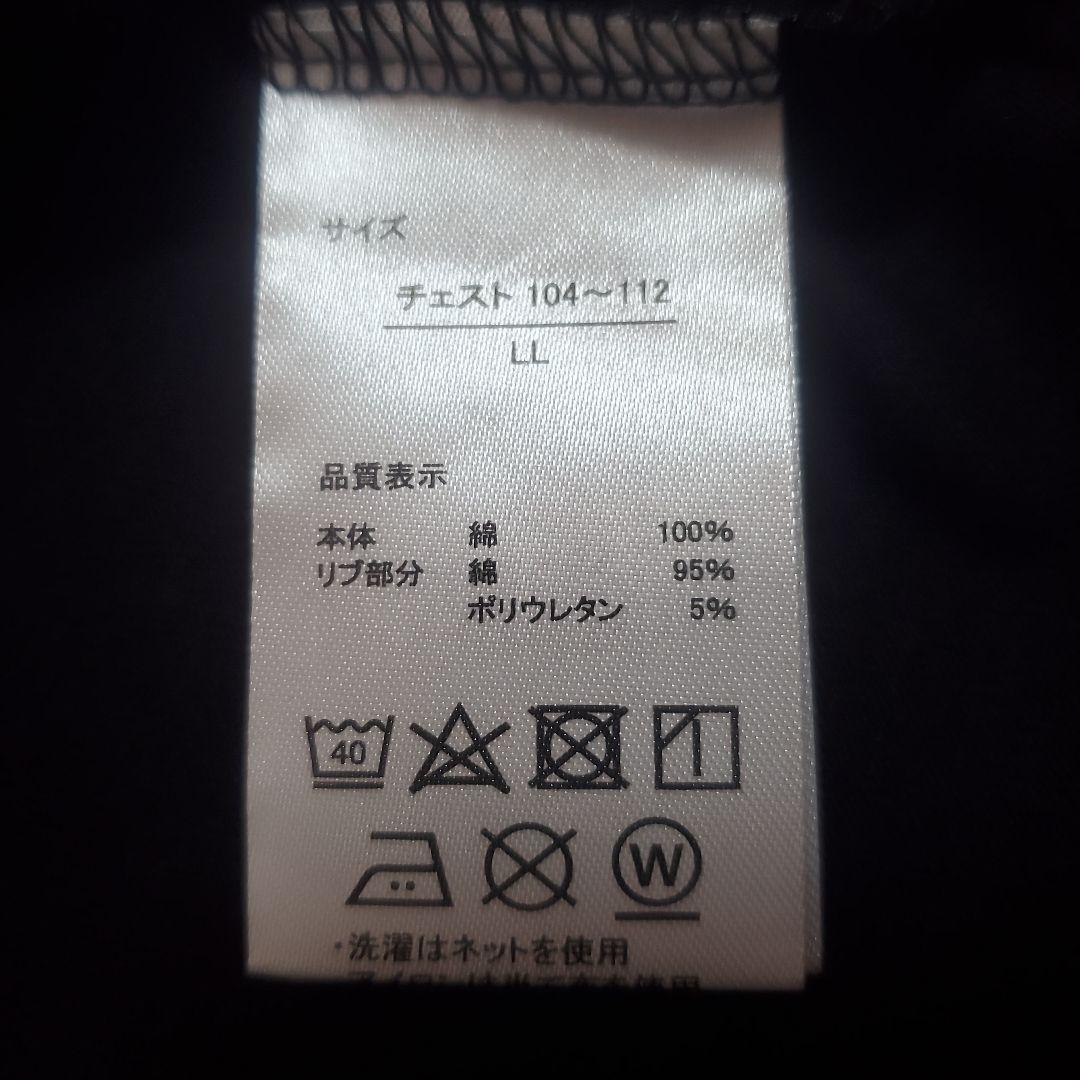 サイズ
チェスト 104～112
LL
品質表示
本体 綿 100%
リブ部分 綿 95%
ポリウレタン 5%
40
W
・洗濯はネットを使用